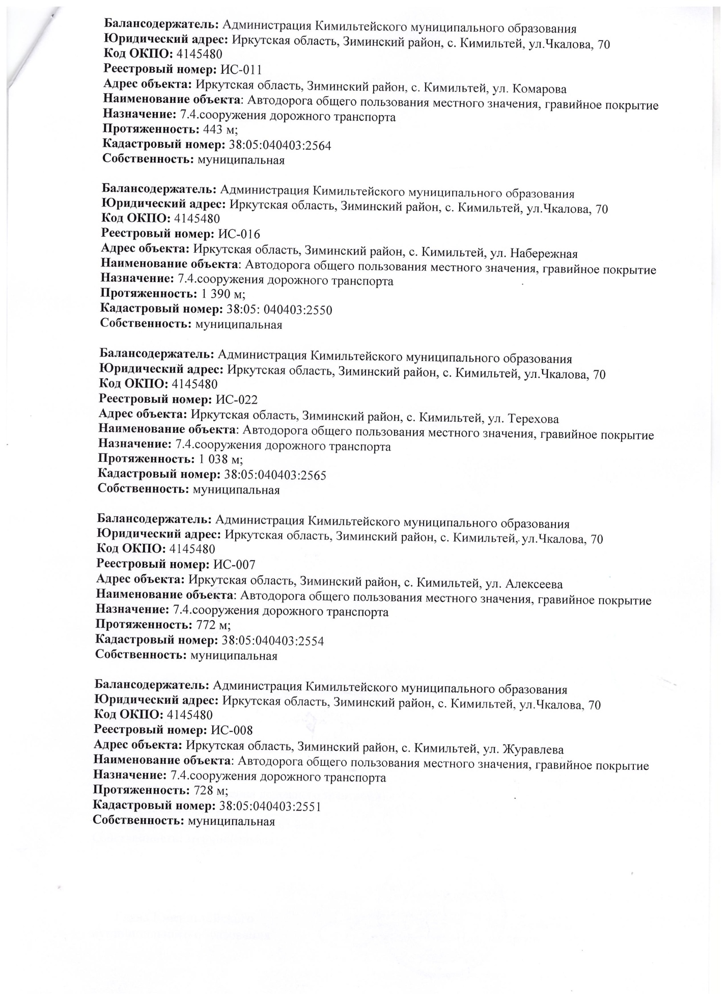 Балансодержатель: Администрация Кимильтейского муниципального образования
Юридический адрес: Иркутская область, Зиминский район, с. Кимильтей, ул.Чкалова, 70
Код ОКПО: 4145480
Реестровый номер: ИС-011
Адрес объекта: Иркутская область, Зиминский район, с. Кимильтей, ул. Комарова
Наименование объекта: Автодорога общего пользования местного значения, гравийное покрытие
Назначение: 7.4.сооружения дорожного транспорта
Протяженность: 443 м;
Кадастровый номер: 38:05:040403:2564
Собственность: муниципальная
Балансодержатель: Администрация Кимильтейского муниципального образования
Юридический адрес: Иркутская область, Зиминский район, с. Кимильтей, ул.Чкалова, 70
Код ОКПО: 4145480
Реестровый номер: ИС-016
Адрес объекта: Иркутская область, Зиминский район, с. Кимильтей, ул. Набережная
Наименование объекта: Автодорога общего пользования местного значения, гравийное покрытие
Назначение: 7.4.сооружения дорожного транспорта
Протяженность: 1 390 м;
Кадастровый номер: 38:05: 040403:2550
Собственность: муниципальная
Балансодержатель: Администрация Кимильтейского муниципального образования
Юридический адрес: Иркутская область, Зиминский район, с. Кимильтей, ул.Чкалова, 70
Код ОКПО: 4145480
Реестровый номер: ИС-022
Адрес объекта: Иркутская область, Зиминский район, с. Кимильтей, ул. Терехова
Наименование объекта: Автодорога общего пользования местного значения, гравийное покрытие
Назначение: 7.4.сооружения дорожного транспорта
Протяженность: 1 038 м;
Кадастровый номер: 38:05:040403:2565
Собственность: муниципальная
Балансодержатель: Администрация Кимильтейского муниципального образования
Юридический адрес: Иркутская область, Зиминский район, с. Кимильтей, ул.Чкалова, 70
Код ОКПО: 4145480
Реестровый номер: ИС-007
Адрес объекта: Иркутская область, Зиминский район, с. Кимильтей, ул. Алексеева
Наименование объекта: Автодорога общего пользования местного значения, гравийное покрытие
Назначение: 7.4.сооружения дорожного транспорта
Протяженность: 772 м;
Кадастровый номер: 38:05:040403:2554
Собственность: муниципальная
Балансодержатель: Администрация Кимильтейского муниципального образования
Юридический адрес: Иркутская область, Зиминский район, с. Кимильтей, ул.Чкалова, 70
Код ОКПО: 4145480
Реестровый номер: ИС-008
Адрес объекта: Иркутская область, Зиминский район, с. Кимильтей, ул. Журавлева
Наименование объекта: Автодорога общего пользования местного значения, гравийное покрытие
Назначение: 7.4.сооружения дорожного транспорта
Протяженность: 728 м;
Кадастровый номер: 38:05:040403:2551
Собственность: муниципальная